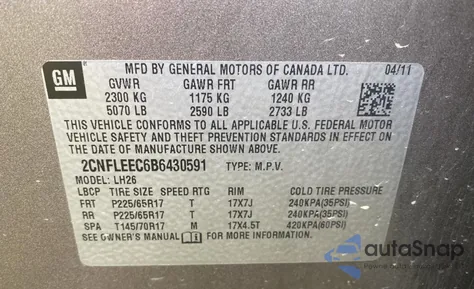 GM
MFD BY GENERAL MOTORS OF CANADA LTD. 04/11
GVWR GAWR FRT GAWR RR
2300 KG 1175 KG 1240 KG
5070 LB 2590 LB 2733 LB
THIS VEHICLE CONFORMS TO ALL APPLICABLE U.S. FEDERAL MOTOR
VEHICLE SAFETY AND THEFT PREVENTION STANDARDS IN EFFECT ON
THE DATE OF MANUFACTURE SHOWN ABOVE.
2CNFLEEC6B6430591 TYPE: M.P.V.
MODEL: LH26
LBCP TIRE SIZE SPEED RTG RIM COLD TIRE PRESSURE
FRT P225/65R17 T 17X7J 240KPA(35PSI)
RR P225/65R17 T 17X7J 240KPA(35PSI)
SPA T145/70R17 M 17X4.5T 420KPA(60PSI)
SEE OWNER'S MANUAL FOR MORE INFORMATION
autoSnap